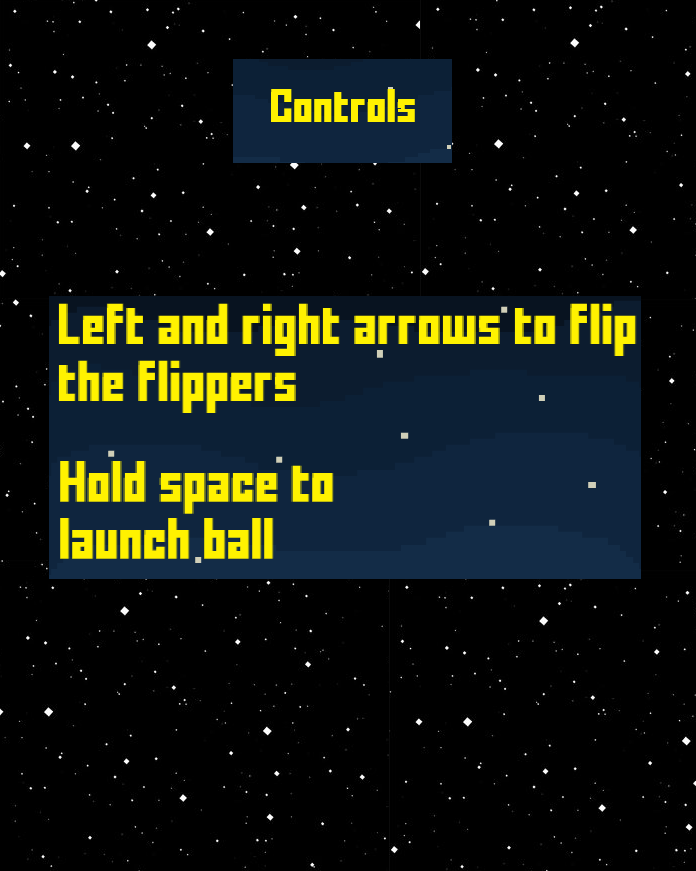 Controls
Left and right arrows to flip
the flippers
Hold space to
launch ball